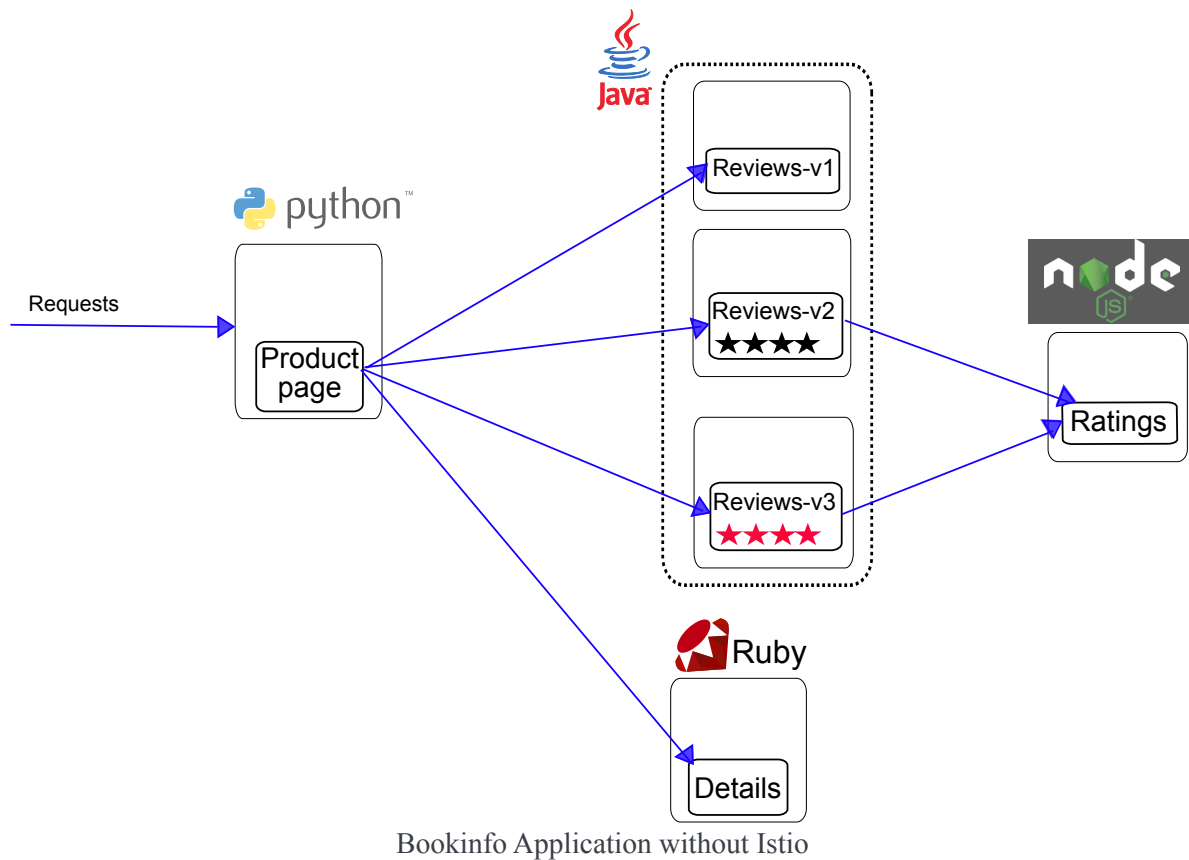 Java
Reviews-v1
python™
node
JS
Requests
Reviews-v2
Product
page
Ratings
Reviews-v3
Ruby
Details
Bookinfo Application without Istio